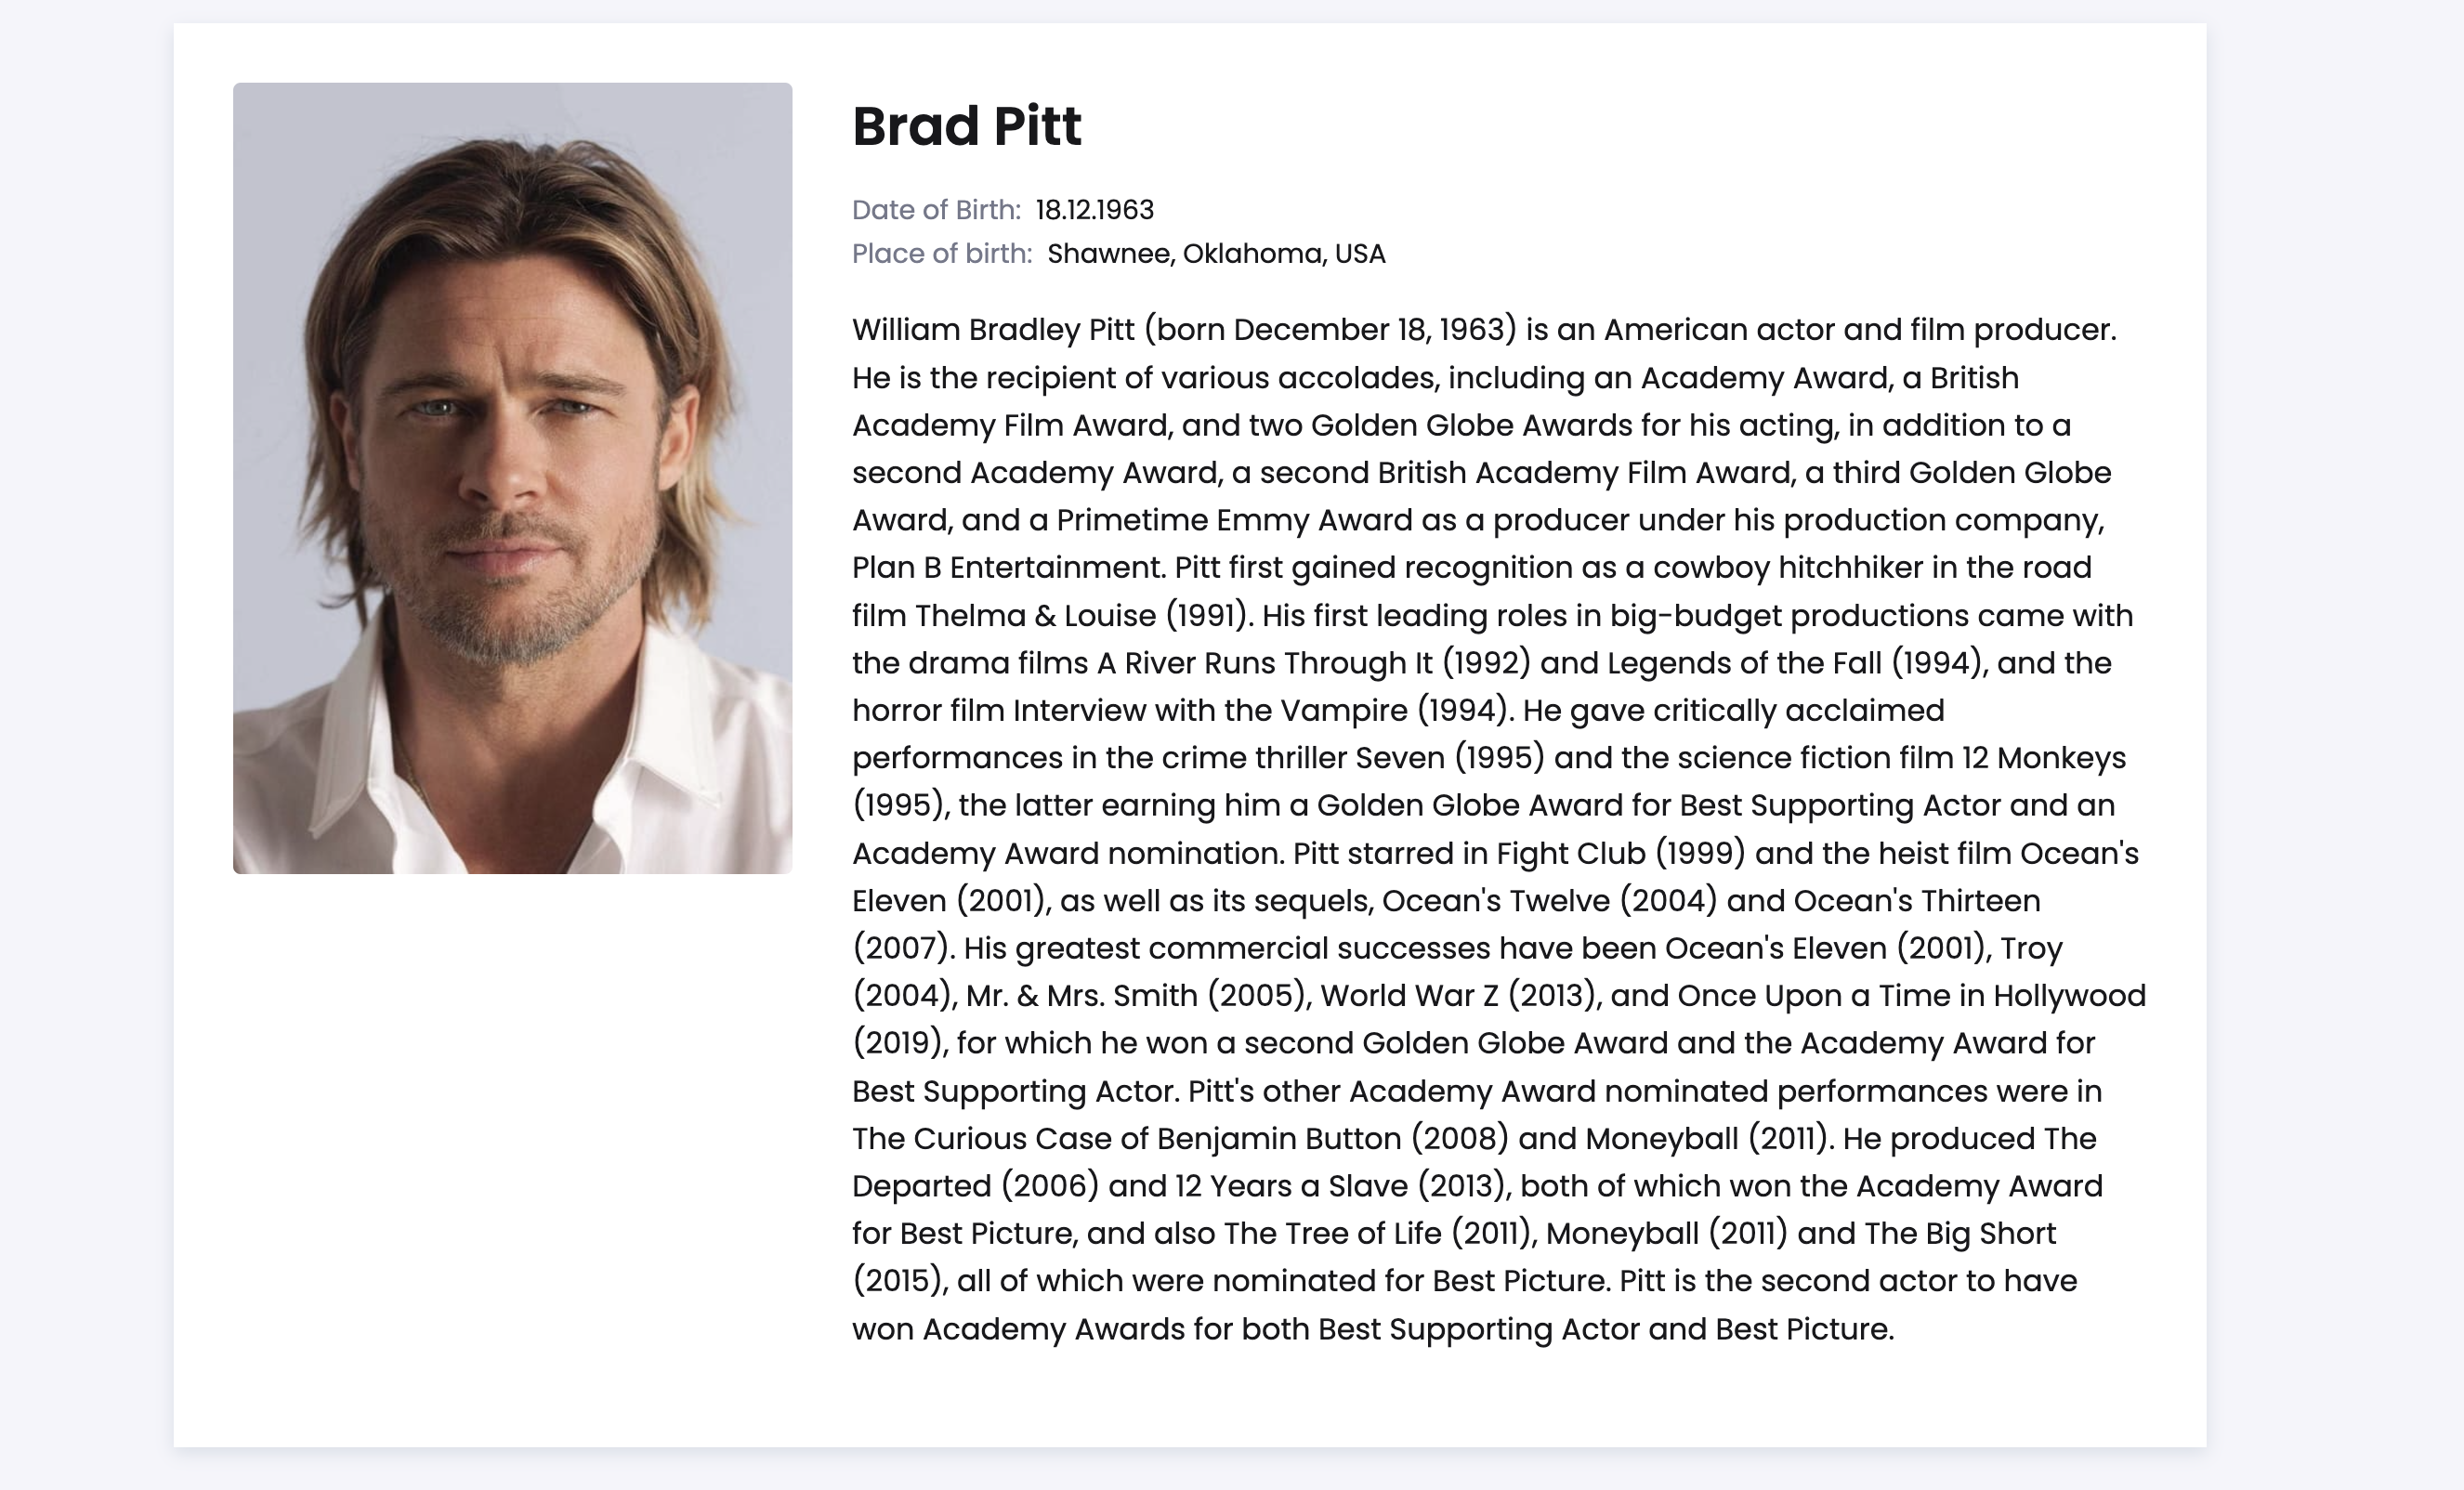 Brad Pitt
Date of Birth: 18.12.1963
Place of birth: Shawnee, Oklahoma, USA
William Bradley Pitt (born December 18, 1963) is an American actor and film producer.
He is the recipient of various accolades, including an Academy Award, a British
Academy Film Award, and two Golden Globe Awards for his acting, in addition to a
second Academy Award, a second British Academy Film Award, a third Golden Globe
Award, and a Primetime Emmy Award as a producer under his production company,
Plan B Entertainment. Pitt first gained recognition as a cowboy hitchhiker in the road
film Thelma & Louise (1991). His first leading roles in big-budget productions came with
the drama films A River Runs Through It (1992) and Legends of the Fall (1994), and the
horror film Interview with the Vampire (1994). He gave critically acclaimed
performances in the crime thriller Seven (1995) and the science fiction film 12 Monkeys
(1995), the latter earning him a Golden Globe Award for Best Supporting Actor and an
Academy Award nomination. Pitt starred in Fight Club (1999) and the heist film Ocean's
Eleven (2001), as well as its sequels, Ocean's Twelve (2004) and Ocean's Thirteen
(2007). His greatest commercial successes have been Ocean's Eleven (2001), Troy
(2004), Mr. & Mrs. Smith (2005), World War Z (2013), and Once Upon a Time in Hollywood
(2019), for which he won a second Golden Globe Award and the Academy Award for
Best Supporting Actor. Pitt's other Academy Award nominated performances were in
The Curious Case of Benjamin Button (2008) and Moneyball (2011). He produced The
Departed (2006) and 12 Years a Slave (2013), both of which won the Academy Award
for Best Picture, and also The Tree of Life (2011), Moneyball (2011) and The Big Short
(2015), all of which were nominated for Best Picture. Pitt is the second actor to have
won Academy Awards for both Best Supporting Actor and Best Picture.